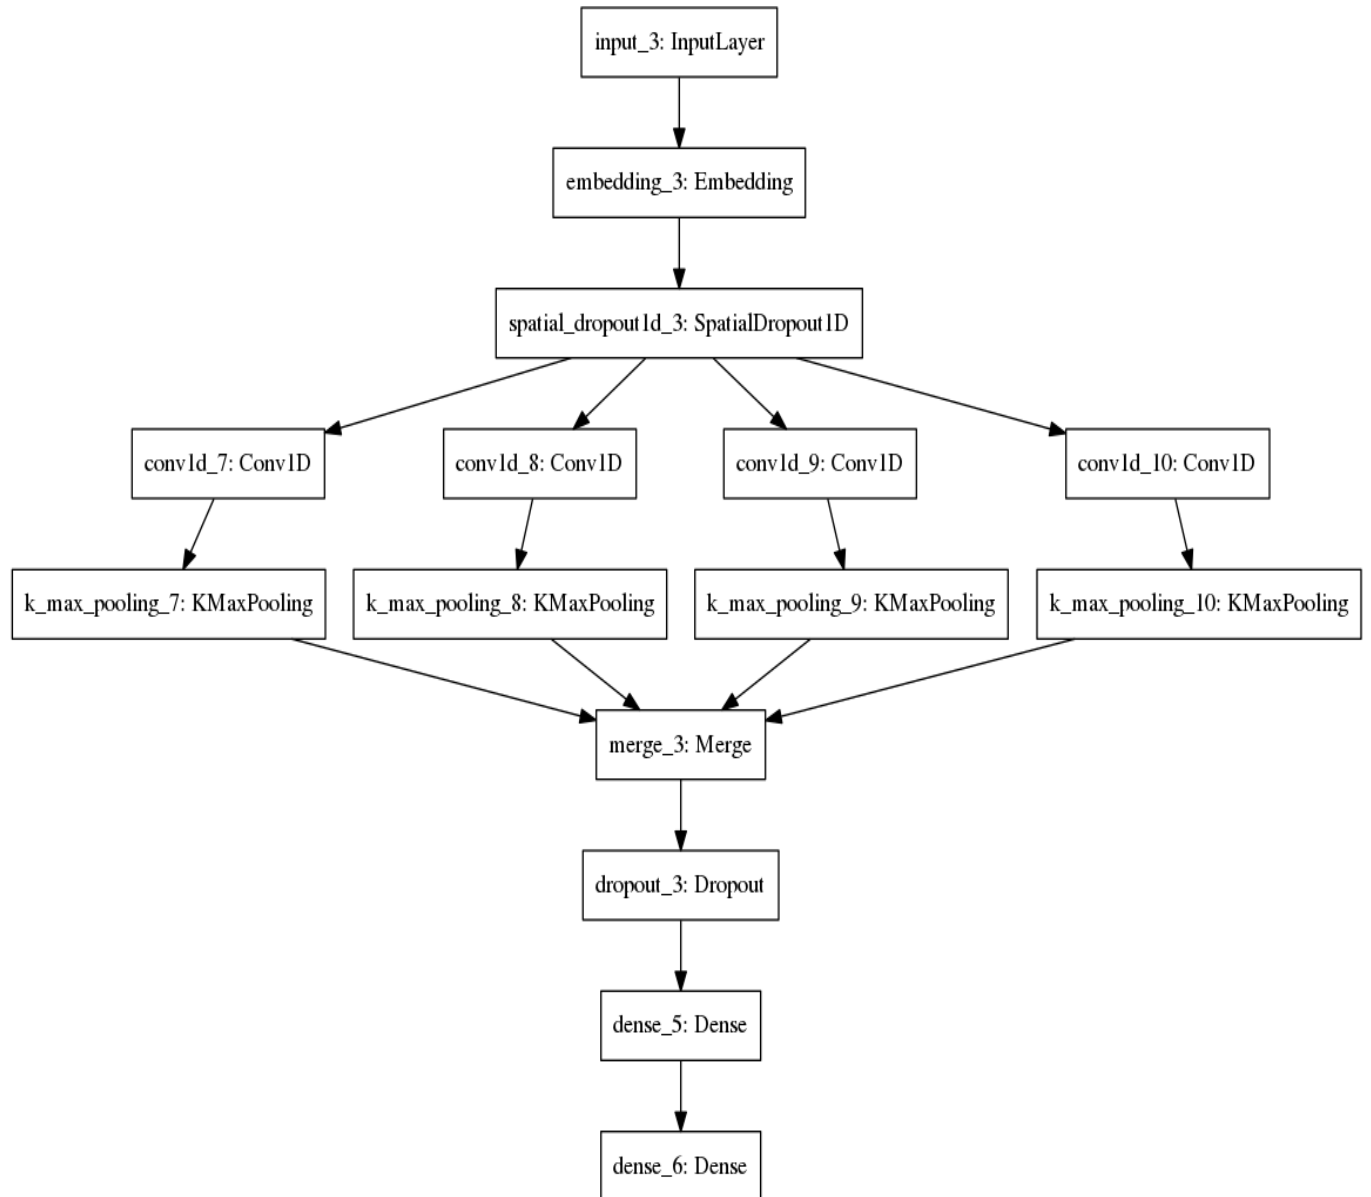 input_3: InputLayer
embedding_3: Embedding
spatial_dropout1d_3: SpatialDropout1D
conv1d_7: Conv1D
conv1d_8: Conv1D
conv1d_9: Conv1D
conv1d_10: Conv1D
k_max_pooling_7: KMaxPooling
k_max_pooling_8: KMaxPooling
k_max_pooling_9: KMaxPooling
k_max_pooling_10: KMaxPooling
merge_3: Merge
dropout_3: Dropout
dense_5: Dense
dense_6: Dense